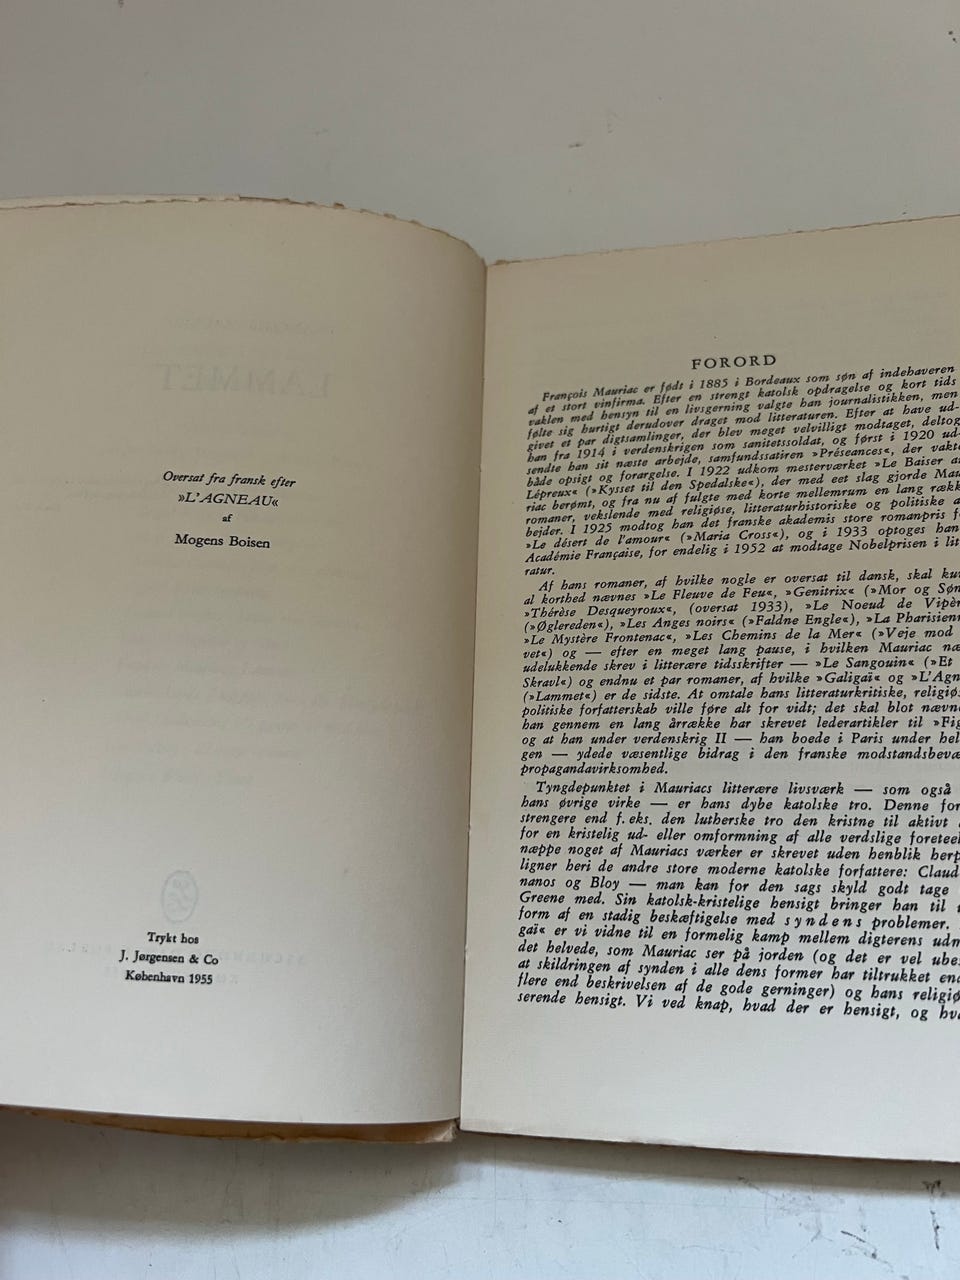 Oversat fra fransk efter
»L'AGNEAU«
af
Mogens Boisen
Trykt hos
J. Jørgensen & Co
København 1955
FORORD
François Mauriac er født i 1885 i Bordeaux som søn af indehaveren
af et stort vinfirma. Efter en strengt katolsk opdragelse og kort tids
vaklen med hensyn til en livsgerning valgte han journalistikken, men
følte sig hurtigt derudover draget mod litteraturen. Efter at have ud-
givet et par digtsamlinger, der blev meget velvilligt modtaget, deltog
han fra 1914 i verdenskrigen som sanitetssoldat, og først i 1920 ud-
sendte han sit næste arbejde, samfundssatiren »Préseances«, der vakte
både opsigt og forargelse. I 1922 udkom mesterværket »Le Baiser au
Lépreux« (»Kysset til den Spedalske«), der med eet slag gjorde Mau
riac berømt, og fra nu af fulgte med korte mellemrum en lang rækk
romaner, vekslende med religiøse, litteraturhistoriske og politiske a
bejder. I 1925 modtog han det franske akademis store romanpris f
»Le désert de l'amour« (»Maria Cross«), og i 1933 optoges han
Académie Française, for endelig i 1952 at modtage Nobelprisen i lit
ratur.
Af hans romaner, af hvilke nogle er oversat til dansk, skal ku
al korthed nævnes »Le Fleuve de Feu«, »Genitrix« (»Mor og Søn
»Thérèse Desqueyroux«, (oversat 1933), »Le Noeud de Vipèr
(»Øglereden«), »Les Anges noirs« (»Faldne Engle«), »La Pharisienn
»Le Mystère Frontenac«, »Les Chemins de la Mer« (»Veje mod
vet«) og — efter en meget lang pause, i hvilken Mauriac næ
udelukkende skrev i litterære tidsskrifter — »Le Sangouin« (»Et
Skravl«) og endnu et par romaner, af hvilke »Galigaï« og »L'Agn
(»Lammet«) er de sidste. At omtale hans litteraturkritiske, religiøs
politiske forfatterskab ville føre alt for vidt; det skal blot nævne
han gennem en lang årrække har skrevet lederartikler til »Fig
og at han under verdenskrig II — han boede i Paris under hel
gen — ydede væsentlige bidrag i den franske modstandsbevæ
propagandavirksomhed.
Tyngdepunktet i Mauriacs litterære livsværk — som også
hans øvrige virke — er hans dybe katolske tro. Denne for
strengere end f. eks. den lutherske tro den kristne til aktivt
for en kristelig ud- eller omformning af alle verdslige foreteel
næppe noget af Mauriacs værker er skrevet uden henblik herp
ligner heri de andre store moderne katolske forfattere: Claud
nanos og Bloy — man kan for den sags skyld godt tage
Greene med. Sin katolsk-kristelige hensigt bringer han til
form af en stadig beskæftigelse med syndens problemer.
gaï« er vi vidne til en formelig kamp mellem digterens udm
det helvede, som Mauriac ser på jorden (og det er vel ube
at skildringen af synden i alle dens former har tiltrukket end
flere end beskrivelsen af de gode gerninger) og hans religiø
serende hensigt. Vi ved knap, hvad der er hensigt, og hva